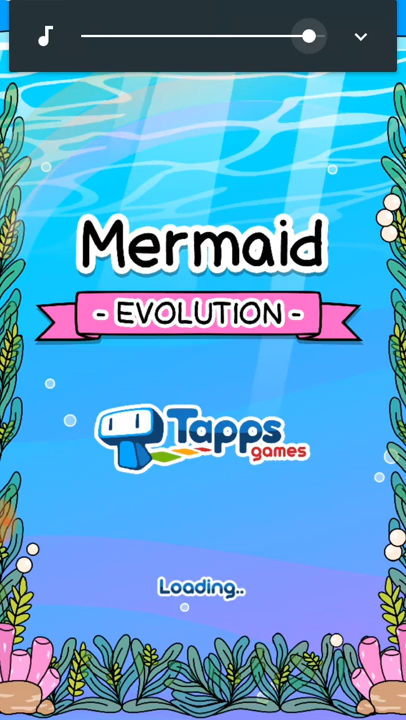 Mermaid
- EVOLUTION -
Tapps
games
Loading..